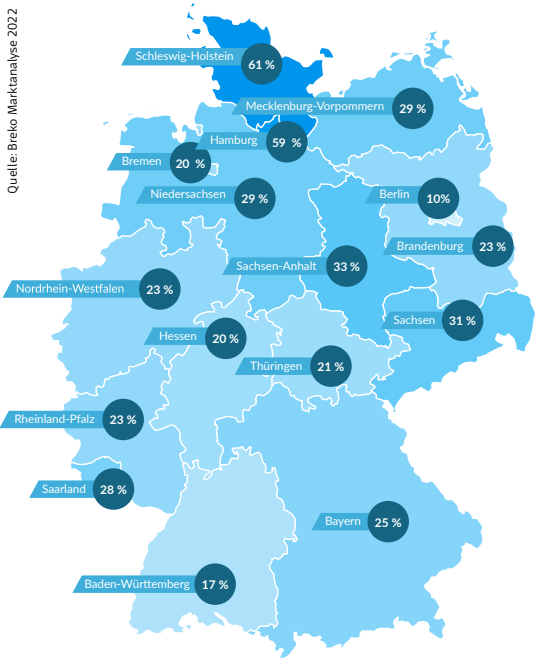 Quelle: Breko Marktanalyse 2022
Schleswig-Holstein 61 %
Mecklenburg-Vorpommern 29 %
Hamburg 59 %
Bremen 20 %
Niedersachsen 29 %
Berlin 10%
Brandenburg 23 %
Sachsen-Anhalt 33 %
Nordrhein-Westfalen 23 %
Sachsen 31 %
Hessen 20 %
Thüringen 21 %
Rheinland-Pfalz 23 %
Saarland 28 %
Bayern 25 %
Baden-Württemberg 17 %